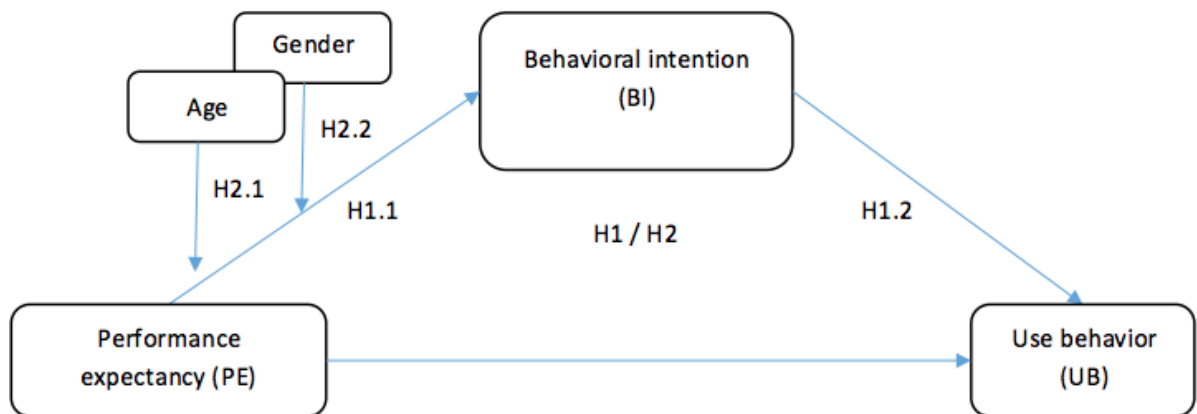 Gender
Age
Behavioral intention
(BI)
H2.2
H2.1
H1.1
H1 / H2
H1.2
Performance
expectancy (PE)
Use behavior
(UB)